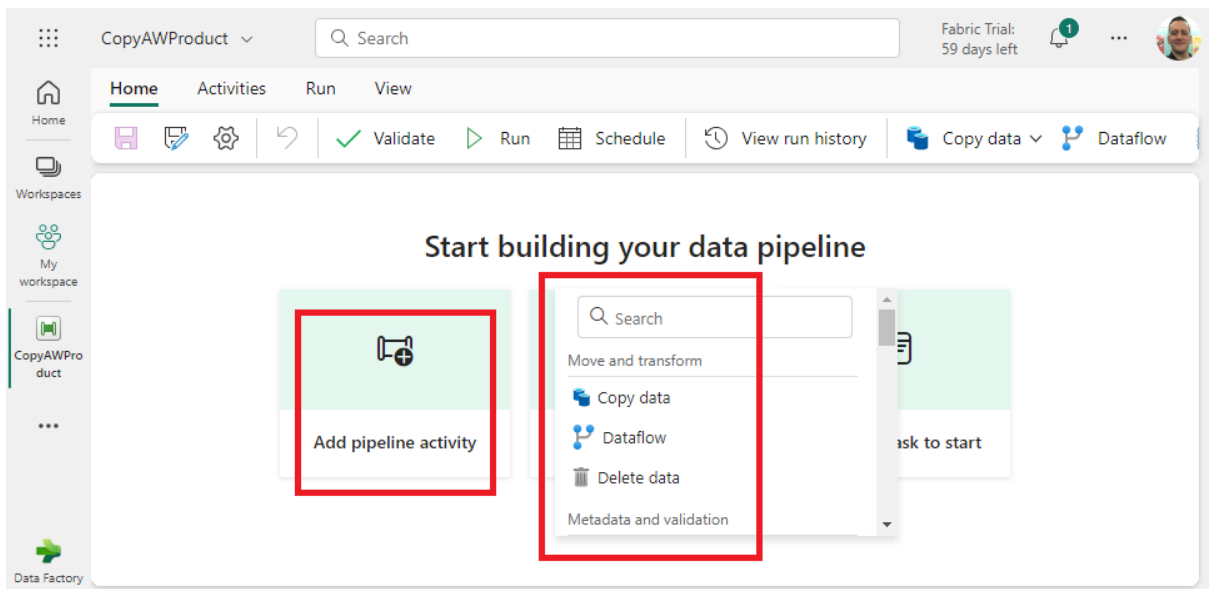 CopyAWProduct
Search
Fabric Trial:
59 days left
1
Home
Activities
Run
View
Validate
Run
Schedule
View run history
Copy data
Dataflow
Home
Workspaces
My
workspace
CopyAWPro
duct
Data Factory
Start building your data pipeline
Add pipeline activity
Search
Move and transform
Copy data
Dataflow
Delete data
Metadata and validation
ask to start